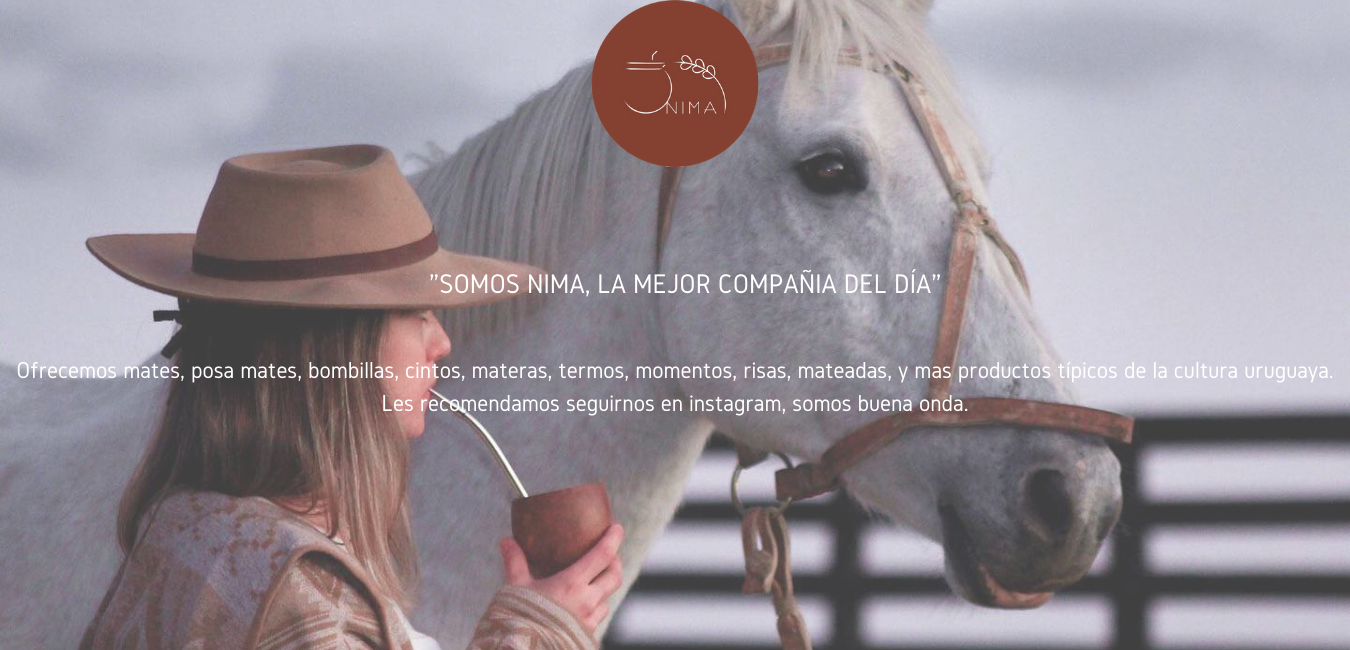 NIMA
”SOMOS NIMA, LA MEJOR COMPAÑIA DEL DÍA”
Ofrecemos mates, posa mates, bombillas, cintos, materas, termos, momentos, risas, mateadas, y mas productos típicos de la cultura uruguaya.
Les recomendamos seguirnos en instagram, somos buena onda.